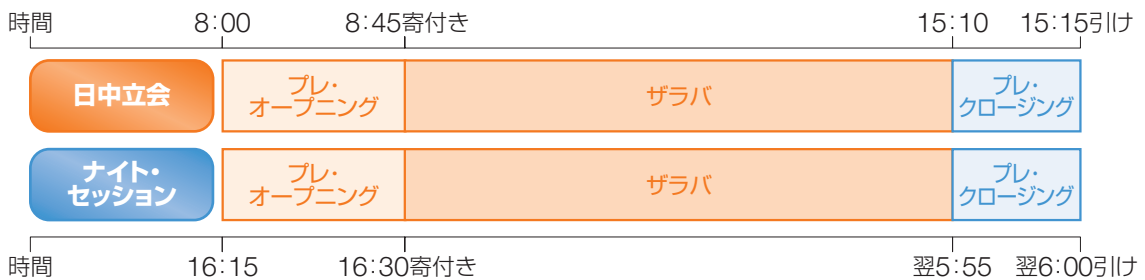 時間 8:00 8:45寄付き 15:10 15:15引け
日中立会
プレ・
オープニング
ザラバ
プレ・
クロージング
ナイト・
セッション
プレ・
オープニング
ザラバ
プレ・
クロージング
時間 16:15 16:30寄付き 翌5:55 翌6:00引け